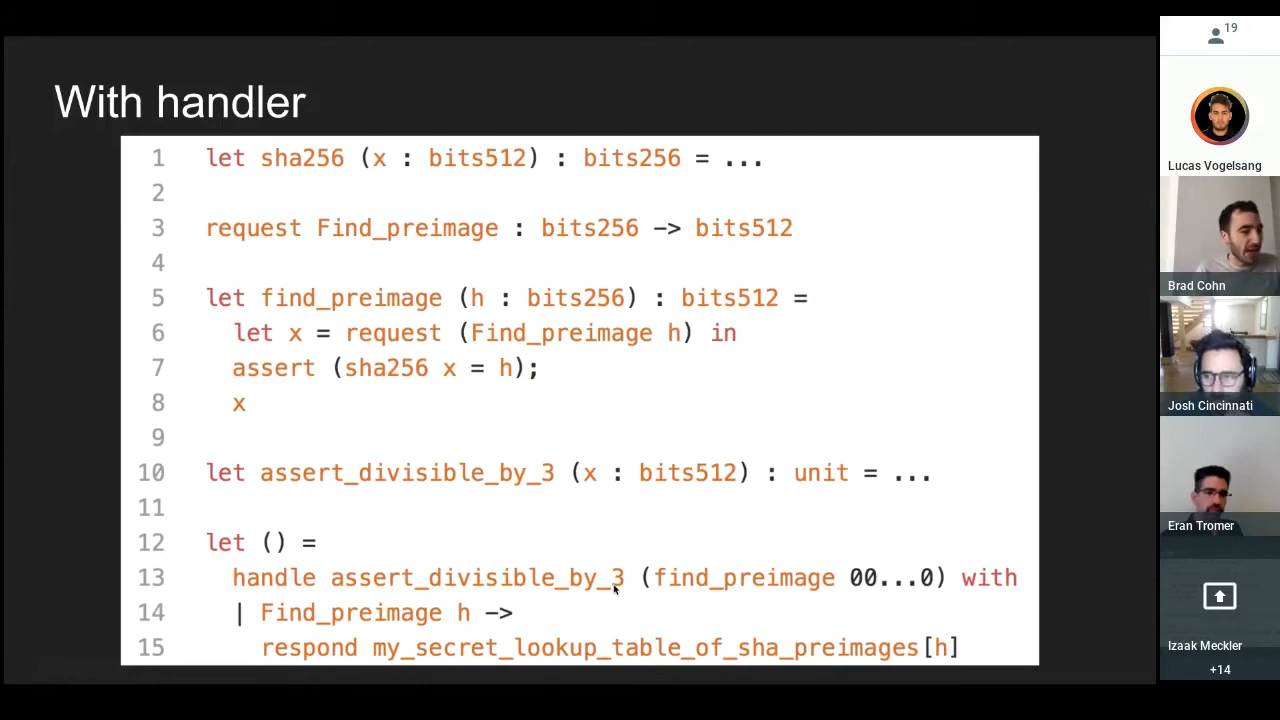 With handler
1 let sha256 (x : bits512) : bits256 = ...
2
3 request Find_preimage : bits256 -> bits512
4
5 let find_preimage (h : bits256) : bits512 =
6 let x = request (Find_preimage h) in
7 assert (sha256 x = h);
8 x
9
10 let assert_divisible_by_3 (x : bits512) : unit = ...
11
12 let () =
13 handle assert_divisible_by_3 (find_preimage 00...0) with
14 | Find_preimage h ->
15 respond my_secret_lookup_table_of_sha_preimages[h]
19
Lucas Vogelsang
Brad Cohn
Josh Cincinnati
Eran Tromer
Izaak Meckler
+14